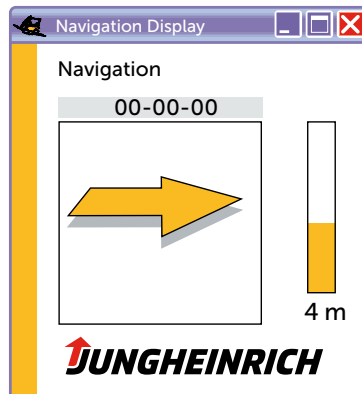 Navigation Display
Navigation
00-00-00
4 m
JUNGHEINRICH